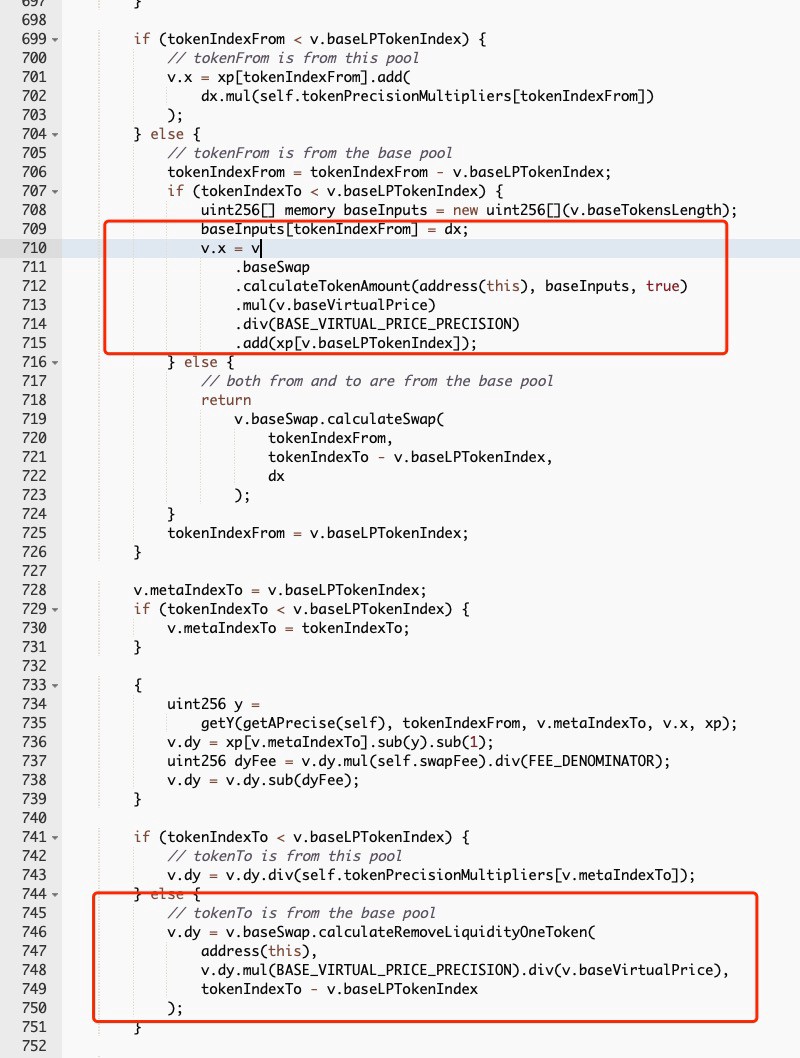 697        }
698
699        if (tokenIndexFrom < v.baseLPTokenIndex) {
700            // tokenFrom is from this pool
701            v.x = xp[tokenIndexFrom].add(
702                dx.mul(self.tokenPrecisionMultipliers[tokenIndexFrom])
703            );
704        } else {
705            // tokenFrom is from the base pool
706            tokenIndexFrom = tokenIndexFrom - v.baseLPTokenIndex;
707            if (tokenIndexTo < v.baseLPTokenIndex) {
708                uint256[] memory baseInputs = new uint256[](v.baseTokensLength);
709                baseInputs[tokenIndexFrom] = dx;
710                v.x = v
711                    .baseSwap
712                    .calculateTokenAmount(address(this), baseInputs, true)
713                    .mul(v.baseVirtualPrice)
714                    .div(BASE_VIRTUAL_PRICE_PRECISION)
715                    .add(xp[v.baseLPTokenIndex]);
716            } else {
717                // both from and to are from the base pool
718                return
719                    v.baseSwap.calculateSwap(
720                        tokenIndexFrom,
721                        tokenIndexTo - v.baseLPTokenIndex,
722                        dx
723                    );
724            }
725            tokenIndexFrom = v.baseLPTokenIndex;
726        }
727
728        v.metaIndexTo = v.baseLPTokenIndex;
729        if (tokenIndexTo < v.baseLPTokenIndex) {
730            v.metaIndexTo = tokenIndexTo;
731        }
732
733        {
734            uint256 y =
735                getY(getAPrecise(self), tokenIndexFrom, v.metaIndexTo, v.x, xp);
736            v.dy = xp[v.metaIndexTo].sub(y).sub(1);
737            uint256 dyFee = v.dy.mul(self.swapFee).div(FEE_DENOMINATOR);
738            v.dy = v.dy.sub(dyFee);
739        }
740
741        if (tokenIndexTo < v.baseLPTokenIndex) {
742            // tokenTo is from this pool
743            v.dy = v.dy.div(self.tokenPrecisionMultipliers[v.metaIndexTo]);
744        } else {
745            // tokenTo is from the base pool
746            v.dy = v.baseSwap.calculateRemoveLiquidityOneToken(
747                address(this),
748                v.dy.mul(BASE_VIRTUAL_PRICE_PRECISION).div(v.baseVirtualPrice),
749                tokenIndexTo - v.baseLPTokenIndex
750            );
751        }
752